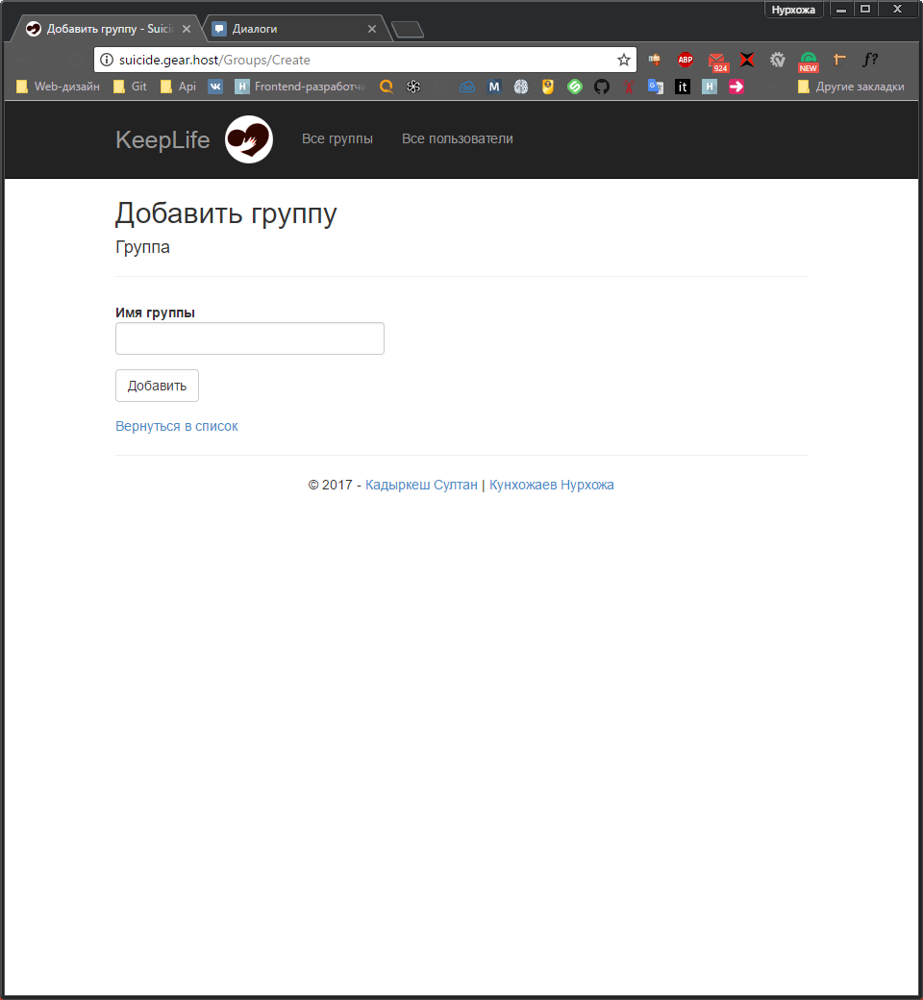 Нурхожа
Добавить группу - Suici
Диалоги
suicide.gear.host/Groups/Create
ABP
924
NEW
f?
Web-дизайн
Git
Api
Frontend-разработчи
M
it
H
Другие закладки
KeepLife
Все группы
Все пользователи
Добавить группу
Группа
Имя группы
Добавить
Вернуться в список
© 2017 - Кадыркеш Султан | Кунхожаев Нурхожа